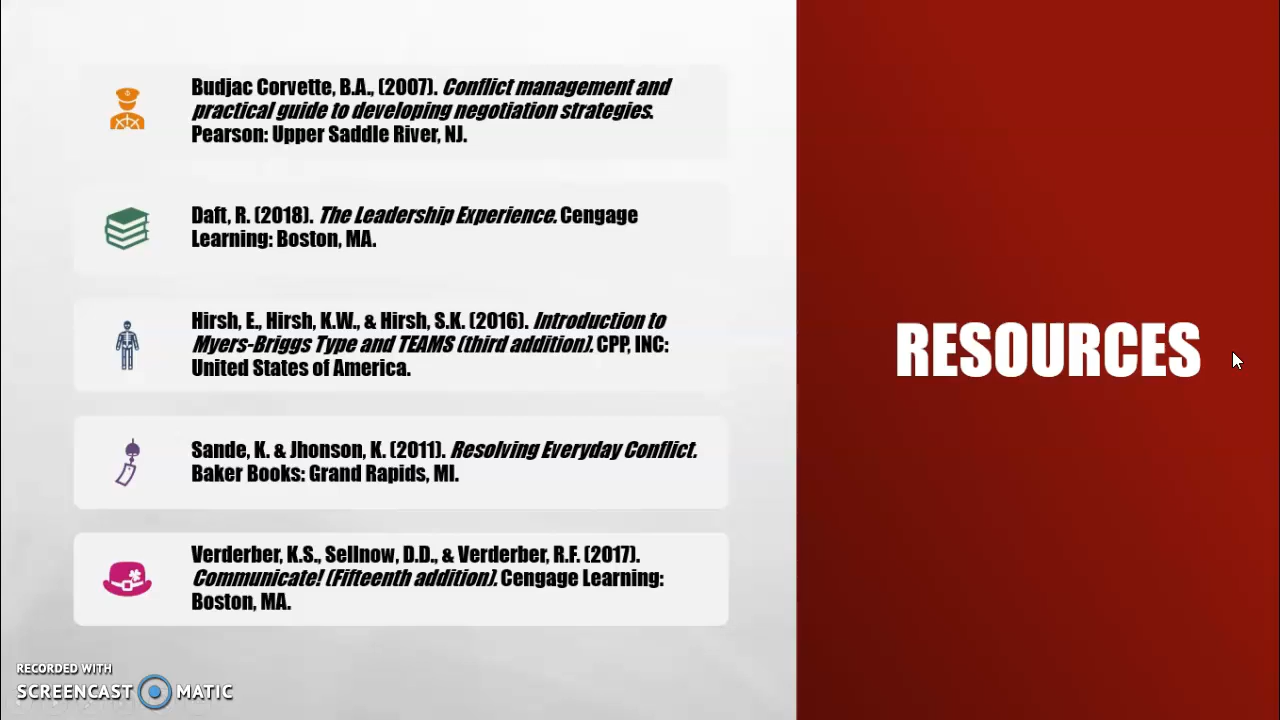 Budjac Corvette, B.A., (2007). Conflict management and
practical guide to developing negotiation strategies.
Pearson: Upper Saddle River, NJ.
Daft, R. (2018). The Leadership Experience. Cengage
Learning: Boston, MA.
Hirsh, E., Hirsh, K.W., & Hirsh, S.K. (2016). Introduction to
Myers-Briggs Type and TEAMS (third addition). CPP, INC:
United States of America.
Sande, K. & Jhonson, K. (2011). Resolving Everyday Conflict.
Baker Books: Grand Rapids, MI.
Verderber, K.S., Sellnow, D.D., & Verderber, R.F. (2017).
Communicate! (Fifteenth addition). Cengage Learning:
Boston, MA.
RESOURCES
RECORDED WITH
SCREENCAST MATIC